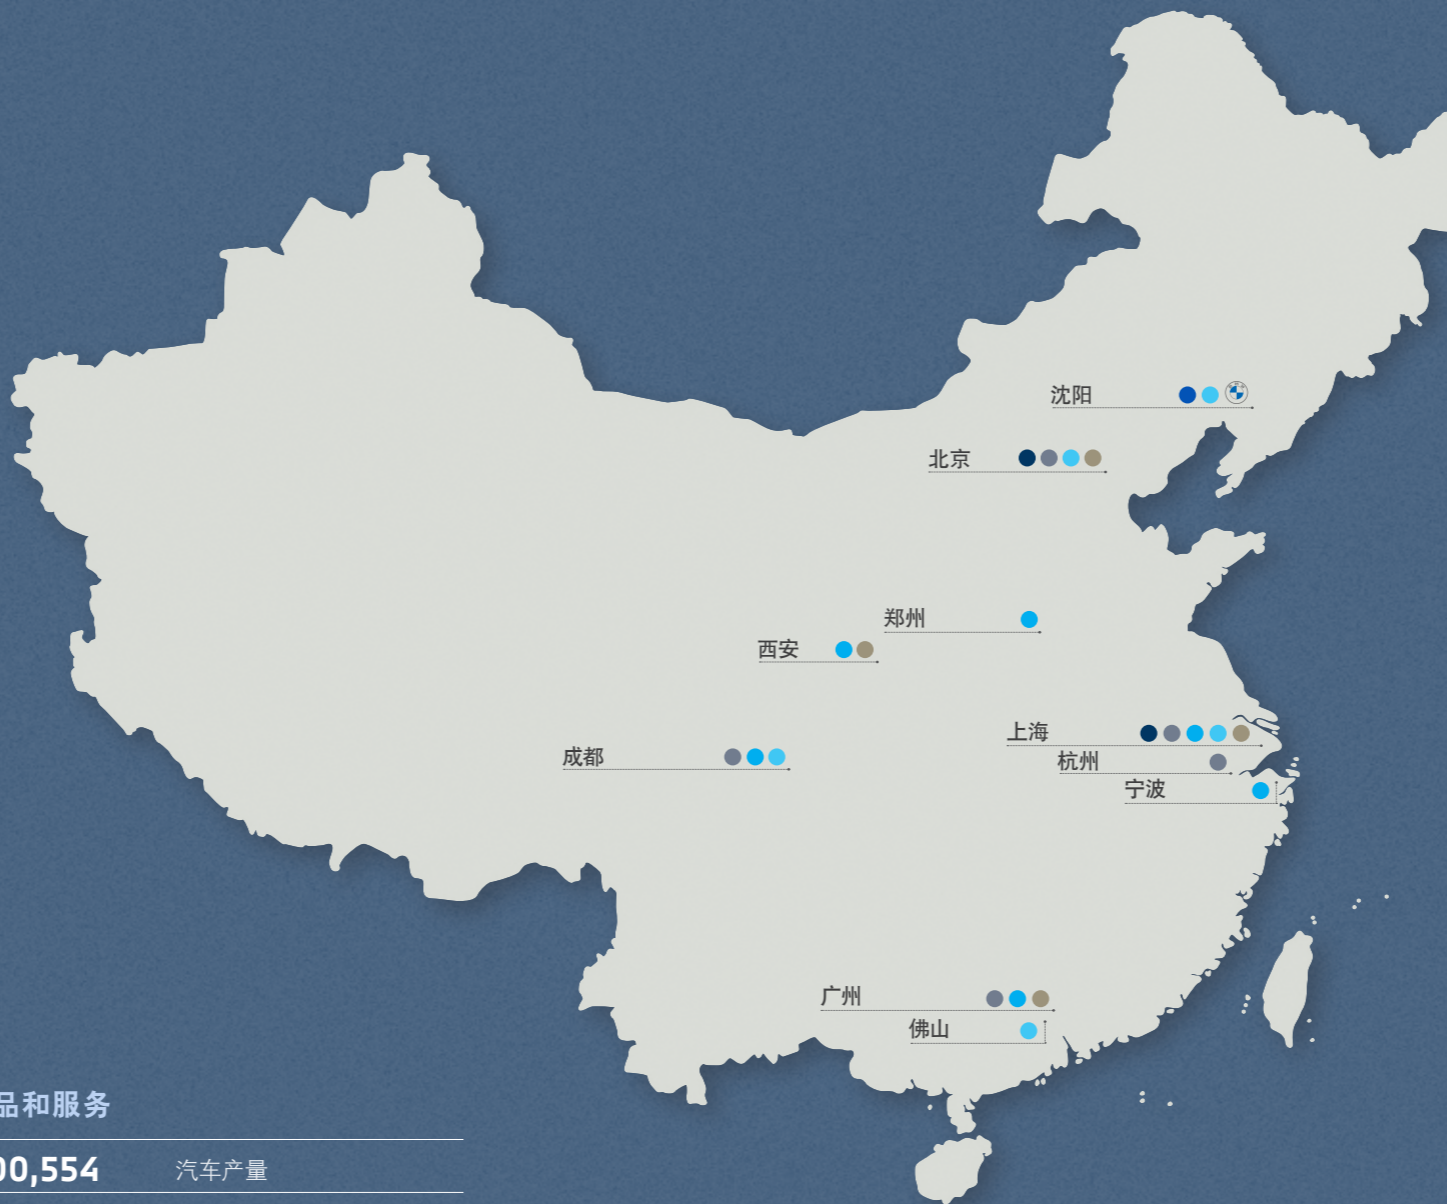 沈阳
北京
郑州
西安
上海
成都
杭州
宁波
广州
佛山
品和服务
00,554 汽车产量